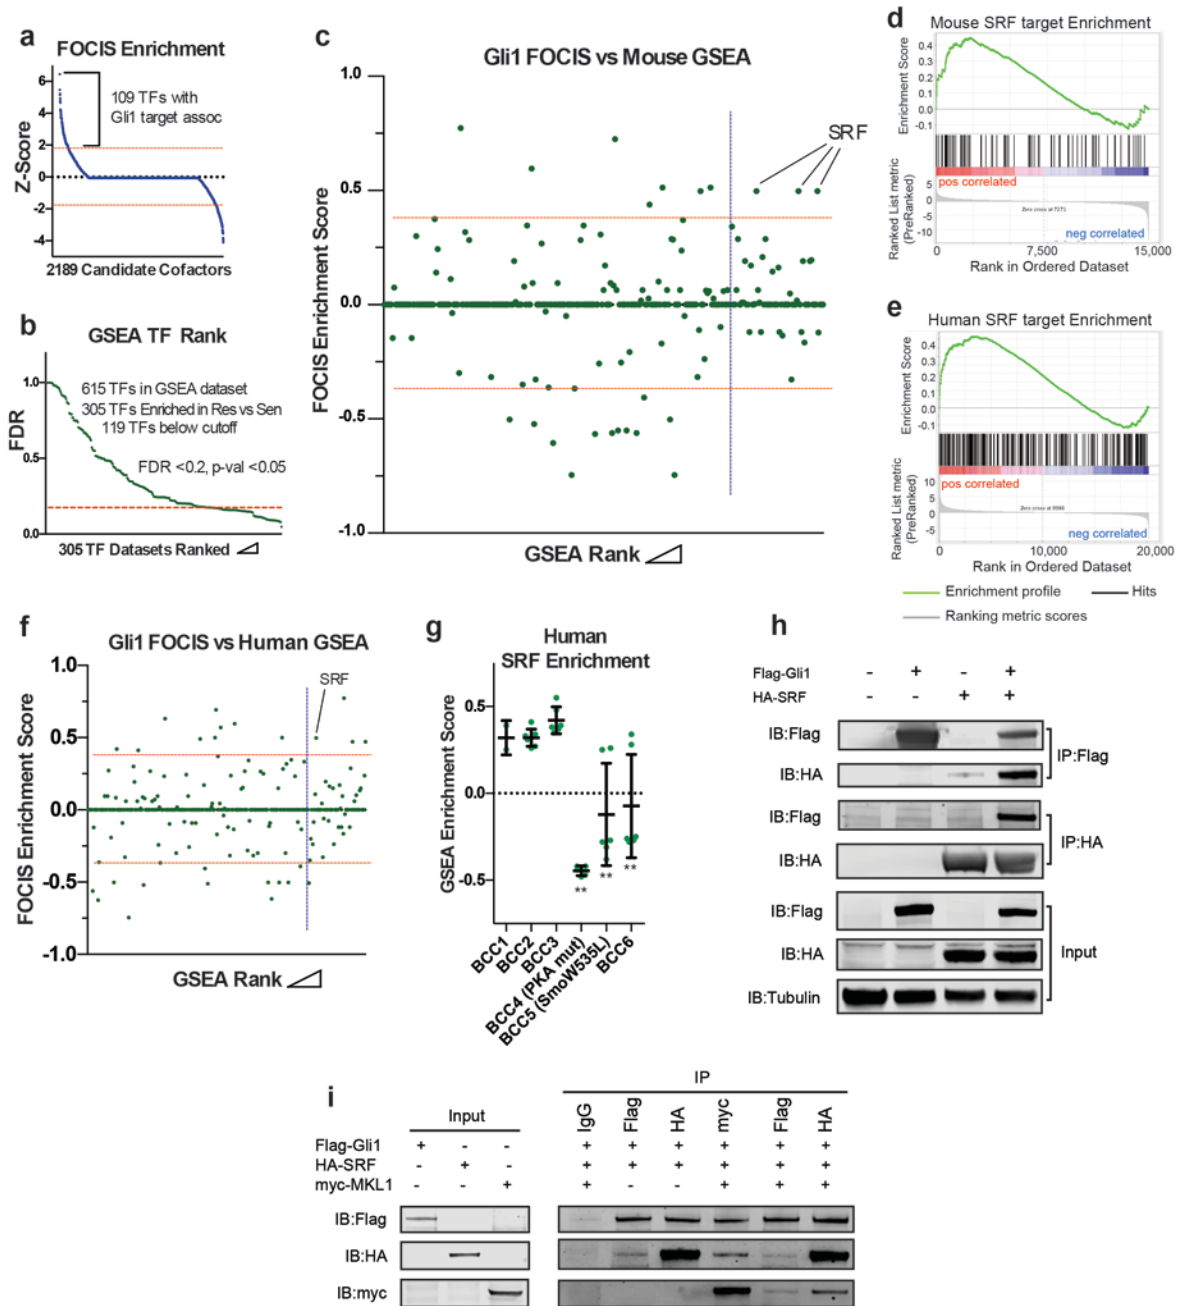 a
FOCIS Enrichment
6
4
2
0
-2
-4
Z-Score
109 TFs with
Gli1 target assoc
2189 Candidate Cofactors
b
GSEA TF Rank
1.0
0.5
0.0
FDR
615 TFs in GSEA dataset
305 TFs Enriched in Res vs Sen
119 TFs below cutoff
FDR <0.2, p-val <0.05
305 TF Datasets Ranked
c
Gli1 FOCIS vs Mouse GSEA
1.0
0.5
0.0
-0.5
-1.0
FOCIS Enrichment Score
SRF
GSEA Rank
d
Mouse SRF target Enrichment
Enrichment Score
0.4
0.3
0.2
0.1
0.0
-0.1
pos correlated
Ranked List metric
(PreRanked)
5
0
-5
-10
Zero cross at 7271
neg correlated
0
7,500
15,000
Rank in Ordered Dataset
e
Human SRF target Enrichment
Enrichment Score
0.4
0.3
0.2
0.1
0.0
-0.1
pos correlated
Ranked List metric
(PreRanked)
10
5
0
-5
neg correlated
0
10,000
20,000
Rank in Ordered Dataset
Enrichment profile
Hits
Ranking metric scores
f
Gli1 FOCIS vs Human GSEA
1.0
0.5
0.0
-0.5
-1.0
FOCIS Enrichment Score
SRF
GSEA Rank
g
Human
SRF Enrichment
GSEA Enrichment Score
0.5
0.0
-0.5
** ** **
BCC1
BCC2
BCC3
BCC4 (PKA mut)
BCC5 (SmoW535L)
BCC6
h
Flag-Gli1 - + - +
HA-SRF - - + +
IB:Flag
IB:HA
IP:Flag
IB:Flag
IB:HA
IP:HA
IB:Flag
IB:HA
IB:Tubulin
Input
i
Input
IP
IgG Flag HA myc Flag HA
Flag-Gli1 + - - + + + + + +
HA-SRF - + - + + + + + +
myc-MKL1 - - + + - - + + +
IB:Flag
IB:HA
IB:myc